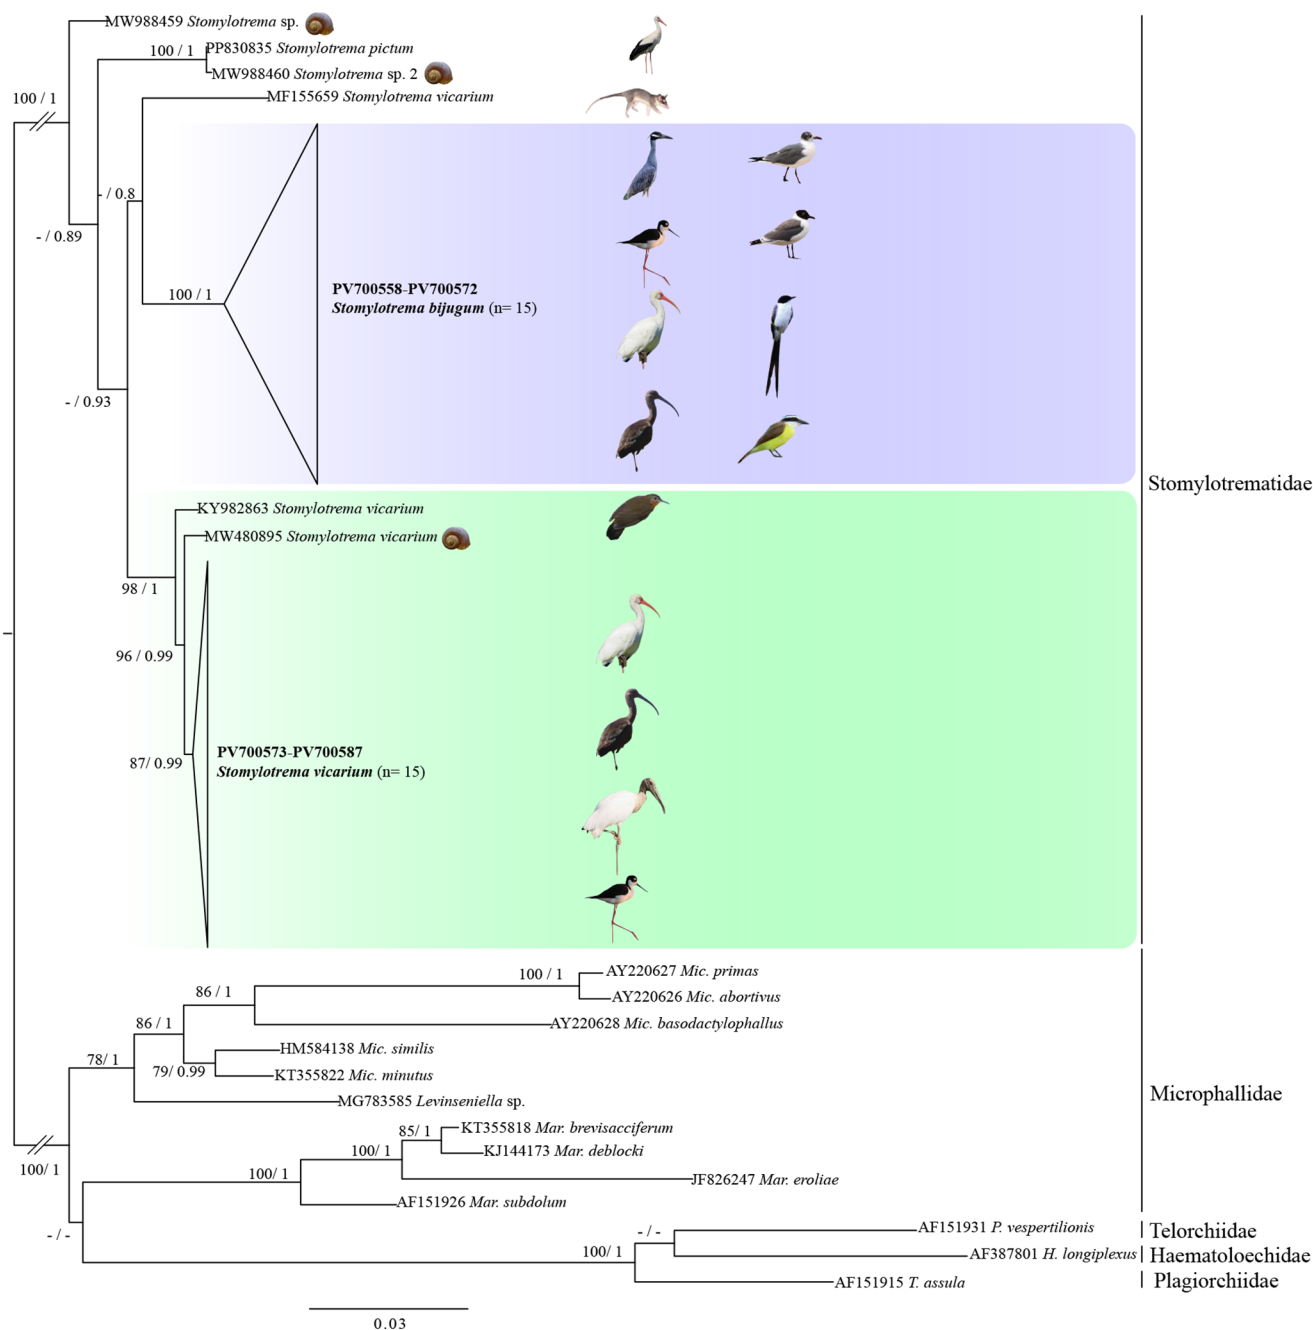 MW988459 Stomylotrema sp.
PP830835 Stomylotrema pictum
100 / 1
MW988460 Stomylotrema sp. 2
100 / 1
MF155659 Stomylotrema vicarium
- / 0.8
- / 0.89
100 / 1
PV700558-PV700572
Stomylotrema bijugum (n= 15)
- / 0.93
Stomylotrematidae
KY982863 Stomylotrema vicarium
MW480895 Stomylotrema vicarium
98 / 1
96 / 0.99
87/ 0.99
PV700573-PV700587
Stomylotrema vicarium (n= 15)
100 / 1
AY220627 Mic. primas
86 / 1
AY220626 Mic. abortivus
86 / 1
AY220628 Mic. basodactylophallus
78/ 1
HM584138 Mic. similis
79/ 0.99
KT355822 Mic. minutus
MG783585 Levinseniella sp.
Microphallidae
85/ 1
KT355818 Mar. brevisacciferum
100/ 1
KJ144173 Mar. deblocki
100/ 1
100/ 1
JF826247 Mar. eroliae
AF151926 Mar. subdolum
- / -
- / -
AF151931 P. vespertilionis
Telorchiidae
100/ 1
AF387801 H. longiplexus
Haematoloechidae
AF151915 T. assula
Plagiorchiidae
0.03